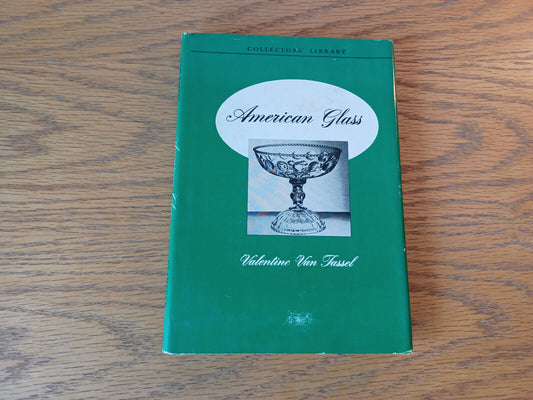 COLLECTORS' LIBRARY
American Glass
Valentine Van Tassel